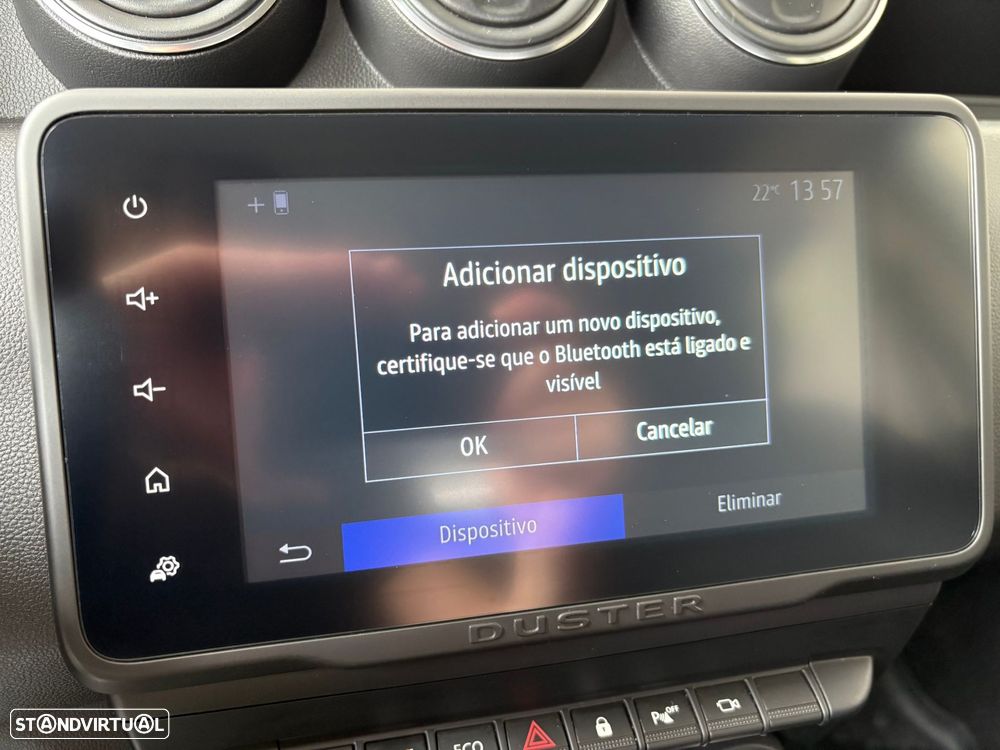 22°C 13 57
Adicionar dispositivo
Para adicionar um novo dispositivo,
certifique-se que o Bluetooth está ligado e
visível
OK
Cancelar
Dispositivo
Eliminar
DUSTER
ECO
OFF
STANDVIRTUAL